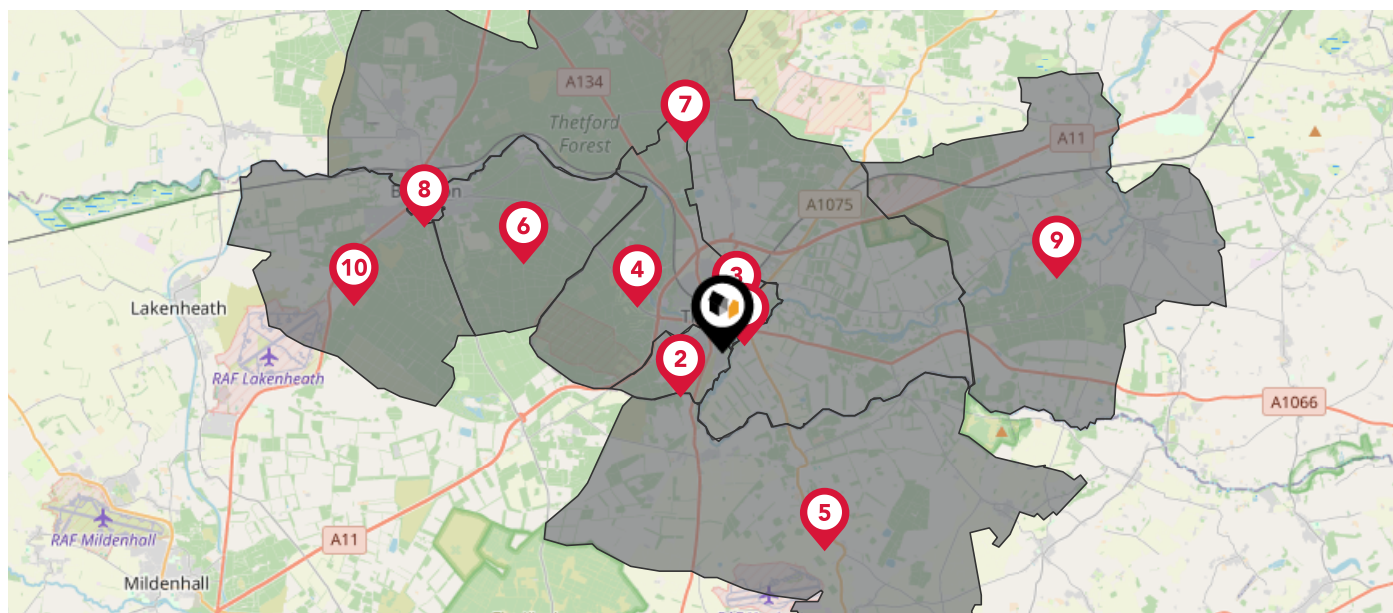 7
A134
Thetford
Forest
A11
8
A1075
6
9
10
4
3
Lakenheath
2
RAF Lakenheath
A1066
5
RAF Mildenhall
A11
Mildenhall